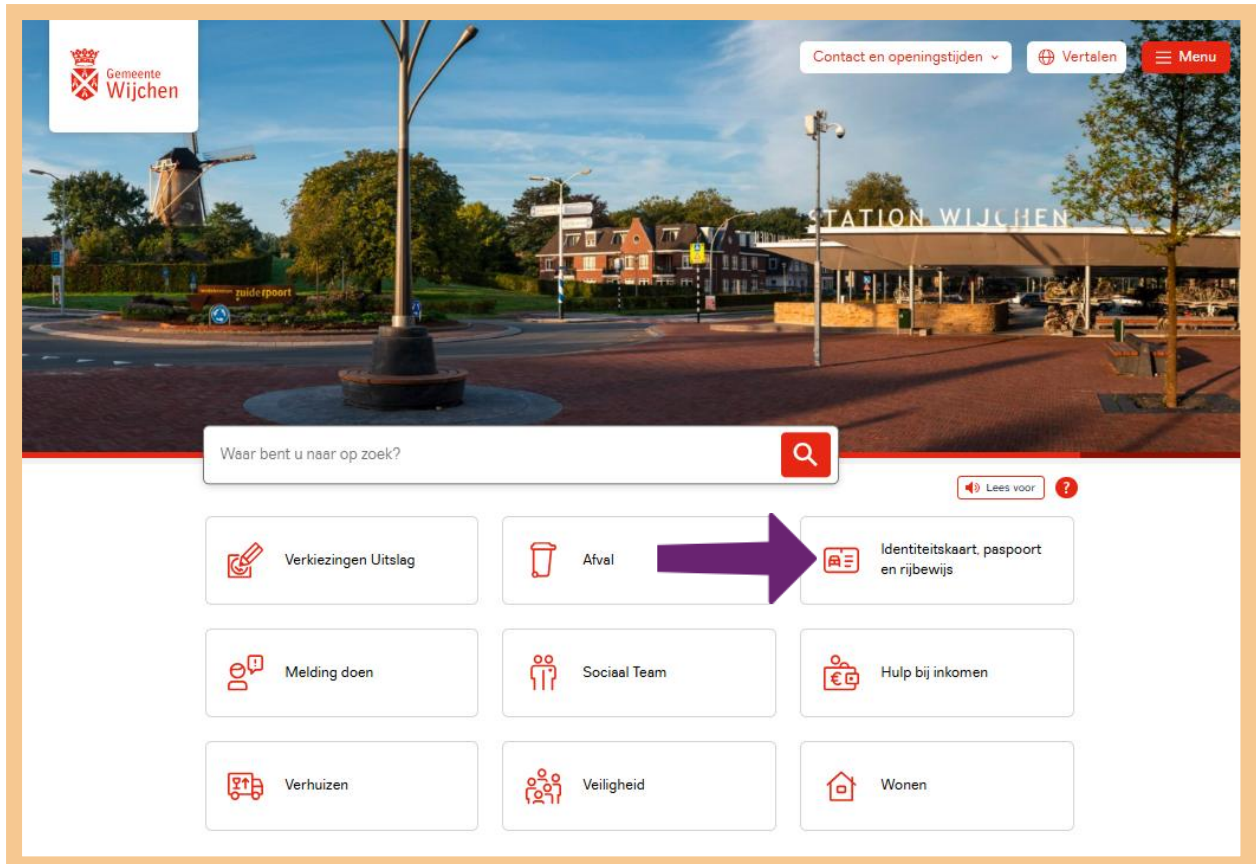 Gemeente
Wijchen
Contact en openingstijden
Vertalen
Menu
STATION WIJCHEN
zuiderpoort
Waar bent u naar op zoek?
Lees voor
?
Verkiezingen Uitslag
Afval
Identiteitskaart, paspoort
en rijbewijs
Melding doen
Sociaal Team
Hulp bij inkomen
Verhuizen
Veiligheid
Wonen